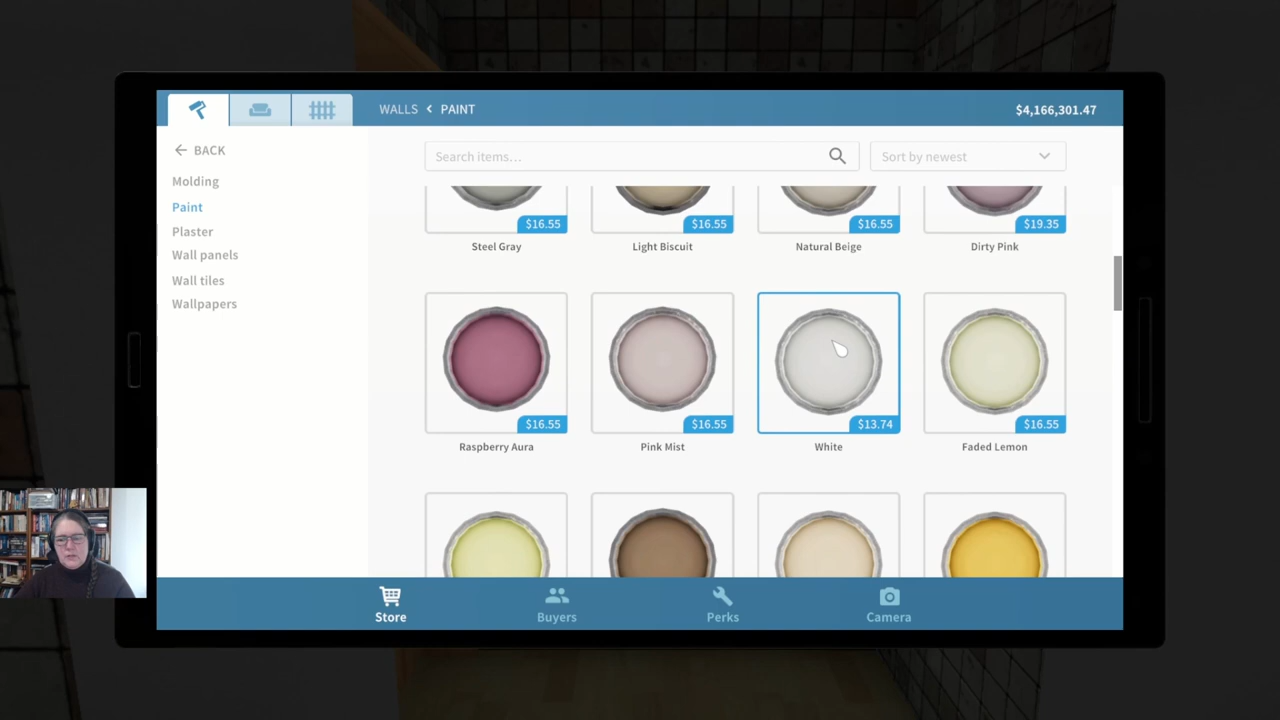 WALLS < PAINT
$4,166,301.47
BACK
Search items...
Sort by newest
Molding
Paint
Plaster
Wall panels
Wall tiles
Wallpapers
$16.55 $16.55 $16.55 $19.35
Steel Gray Light Biscuit Natural Beige Dirty Pink
$16.55 $16.55 $13.74 $16.55
Raspberry Aura Pink Mist White Faded Lemon
Store Buyers Perks Camera